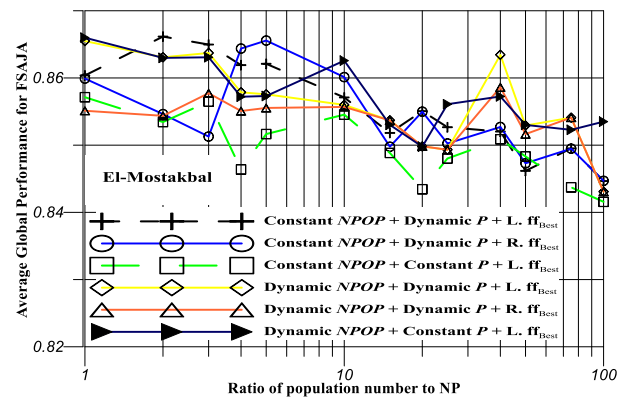 Average Global Performance for FSAJA
0.86
0.84
0.82
El-Mostakbal
Constant NPOP + Dynamic P + L. ffBest
Constant NPOP + Dynamic P + R. ffBest
Constant NPOP + Constant P + L. ffBest
Dynamic NPOP + Dynamic P + L. ffBest
Dynamic NPOP + Dynamic P + R. ffBest
Dynamic NPOP + Constant P + L. ffBest
1 10 100
Ratio of population number to NP